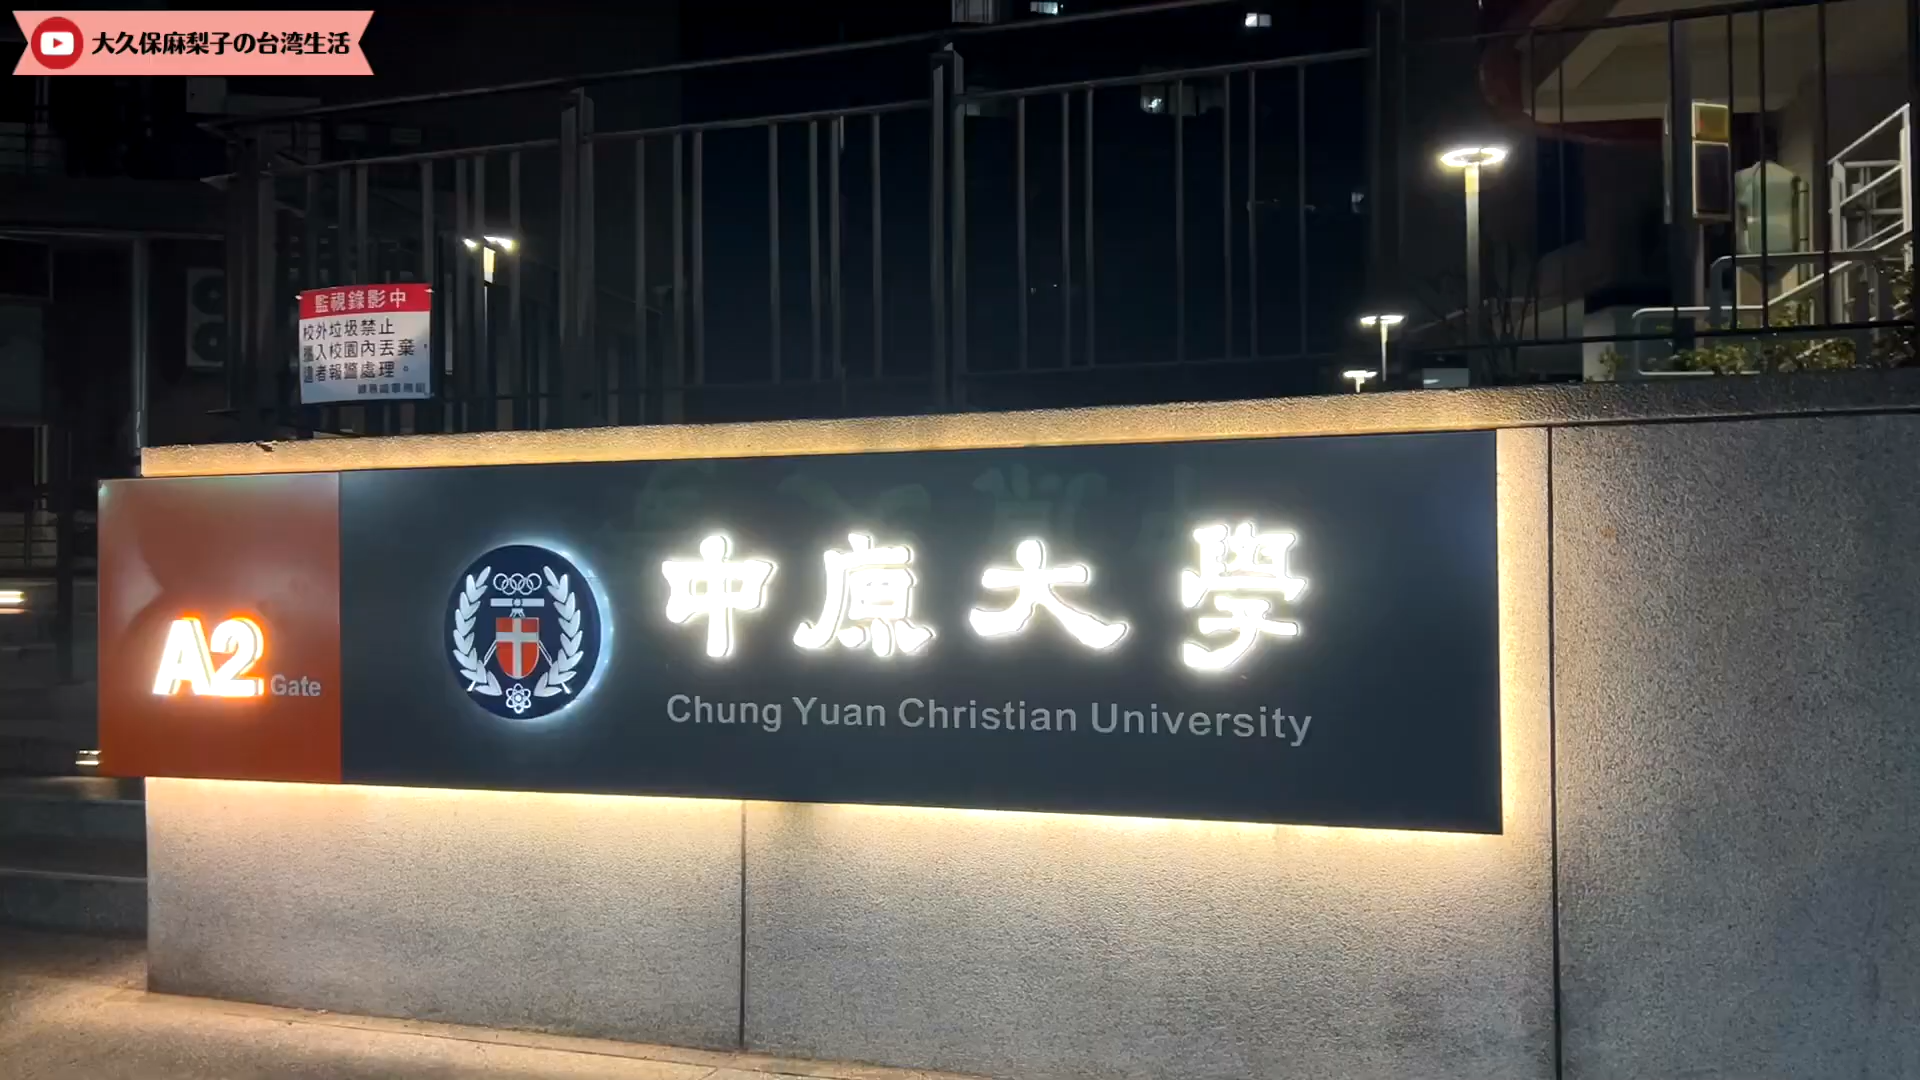 大久保麻梨子の台湾生活
監視錄影中
校外垃圾禁止
攜入校園內丟棄，
違者報警處理。
A2 Gate
中原大學
Chung Yuan Christian University